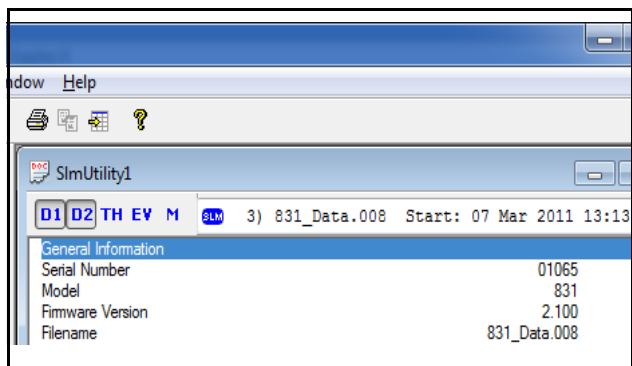 ndow Help
SlmUtility1
D1 D2 TH EV M SLM 3) 831_Data.008 Start: 07 Mar 2011 13:13
General Information
Serial Number 01065
Model 831
Firmware Version 2.100
Filename 831_Data.008